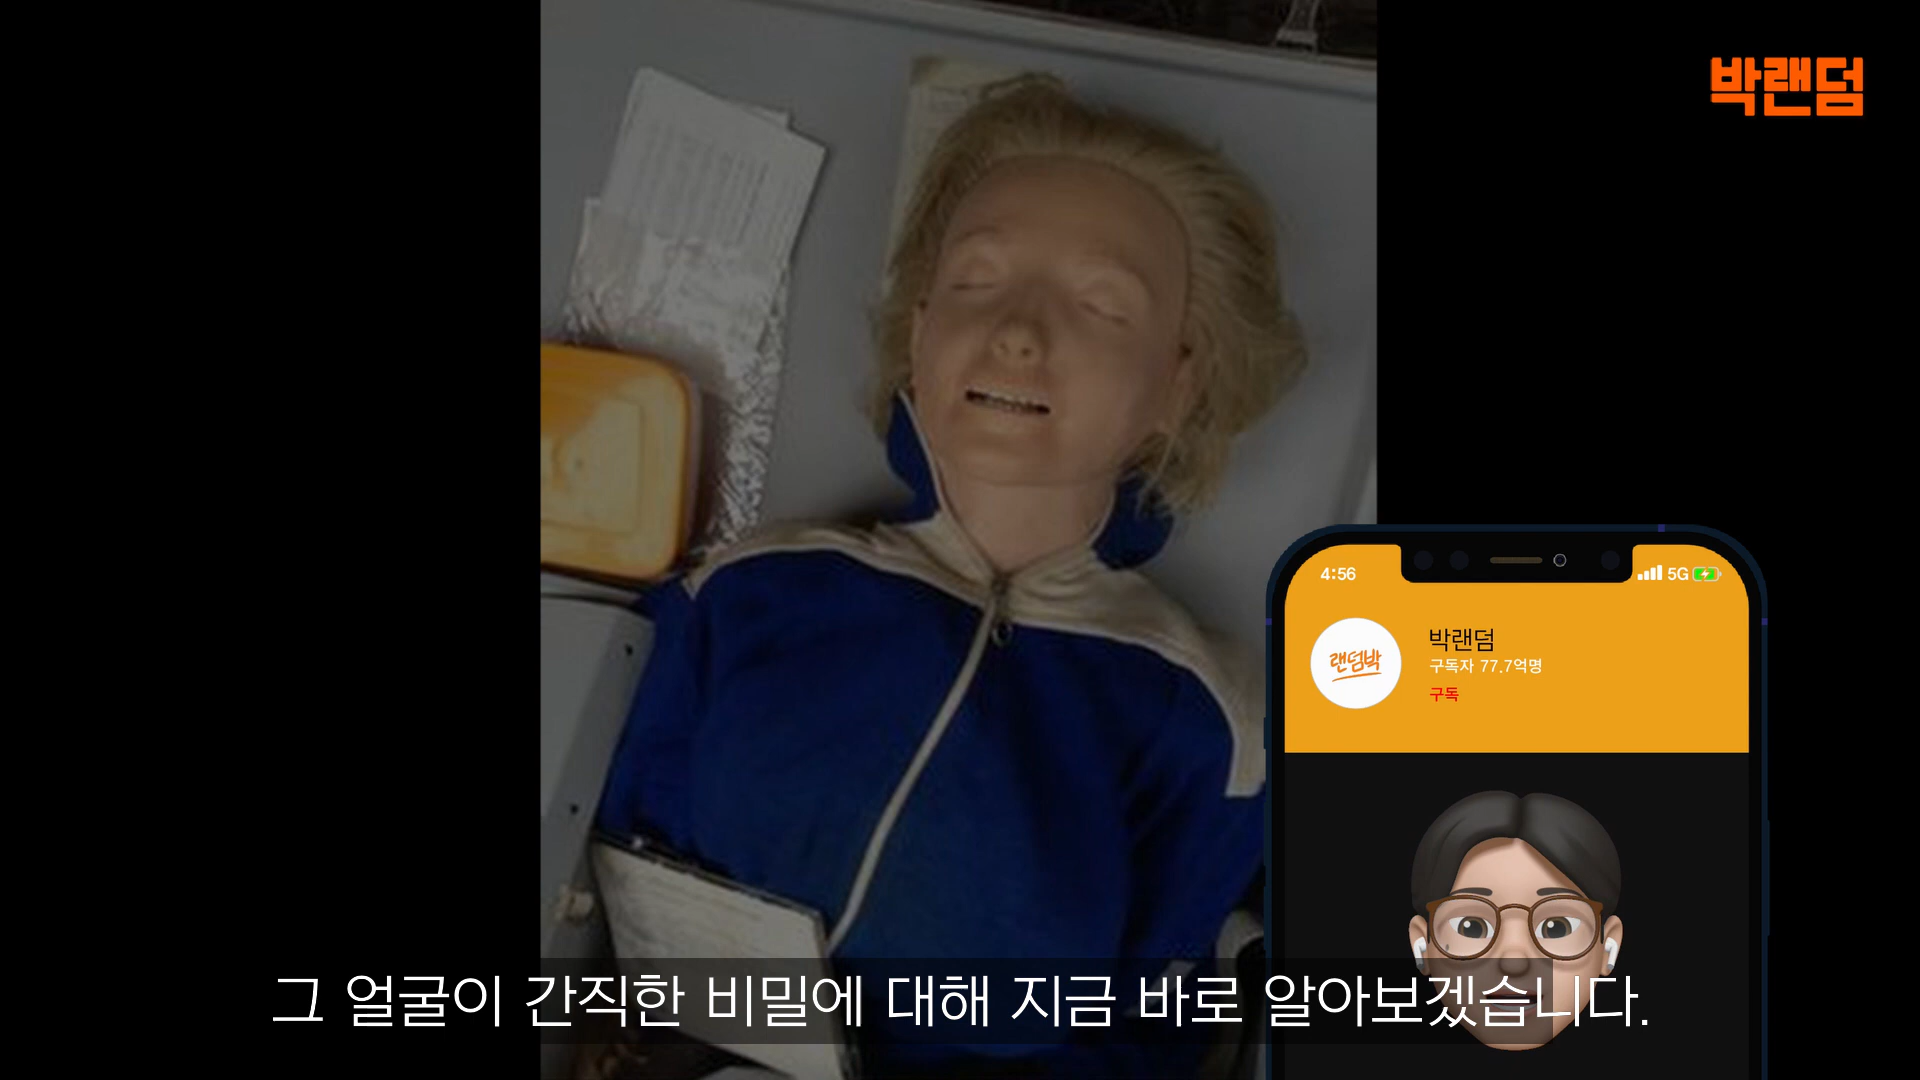 박랜덤
4:56
5G
랜덤박
박랜덤
구독자 77.7억명
구독
그 얼굴이 간직한 비밀에 대해 지금 바로 알아보겠습니다.